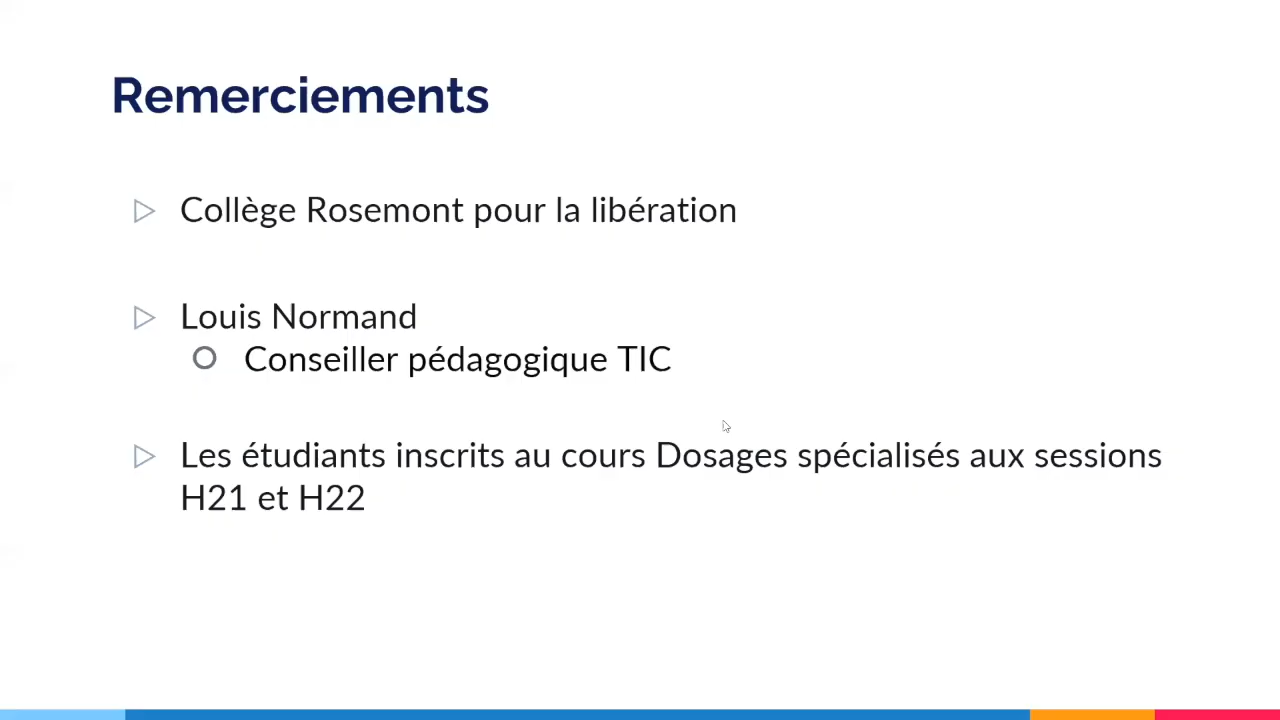 Remerciements
Collège Rosemont pour la libération
Louis Normand
Conseiller pédagogique TIC
Les étudiants inscrits au cours Dosages spécialisés aux sessions
H21 et H22